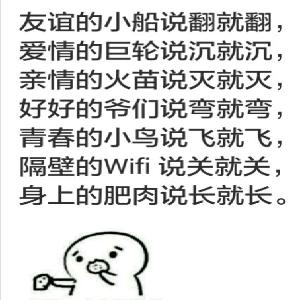 友谊的小船说翻就翻，
爱情的巨轮说沉就沉，
亲情的火苗说灭就灭，
好好的爷们说弯就弯，
青春的小鸟说飞就飞，
隔壁的Wifi 说关就关，
身上的肥肉说长就长。